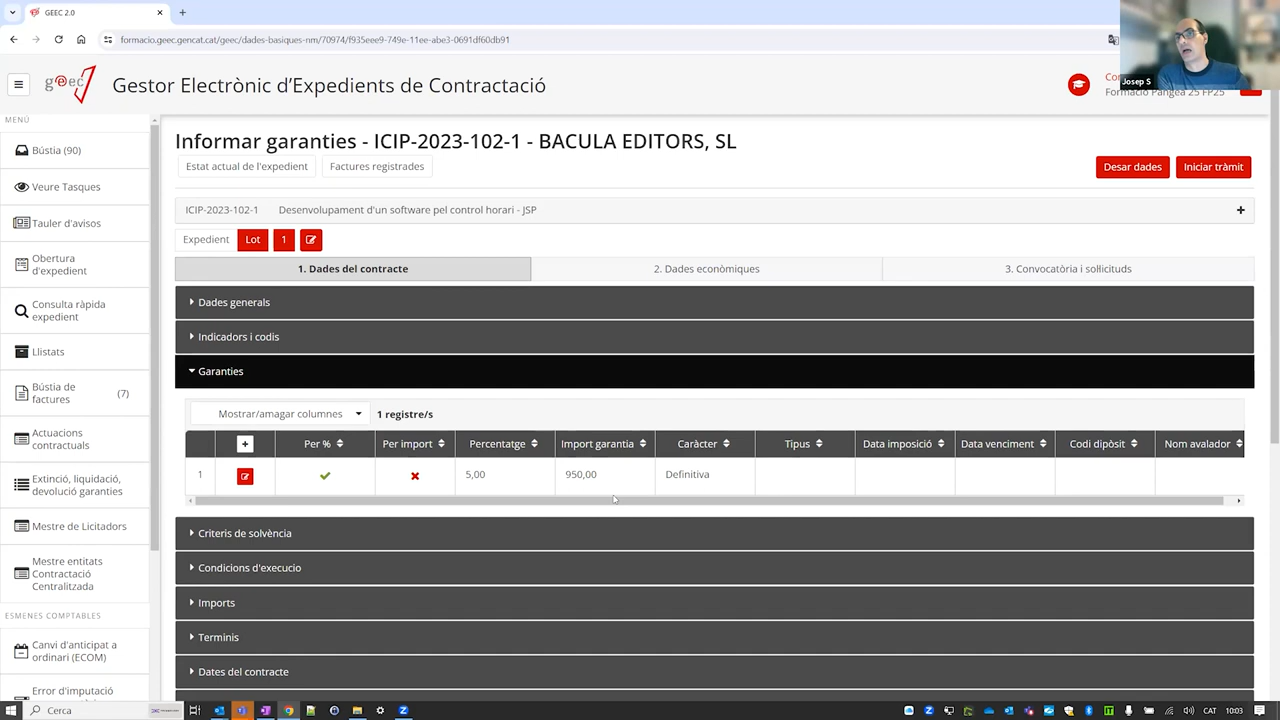 GEEC 2.0
formacio.geec.gencat.cat/geec/dades-basiques-nm/70974/f935eee9-749e-11ee-abe3-0691df60db91
Josep S
geec
Gestor Electrònic d'Expedients de Contractació
Formació Pangea 25 FP25
MENÚ
Bústia (90)
Veure Tasques
Tauler d'avisos
Obertura
d'expedient
Consulta ràpida
expedient
Llistats
Bústia de
factures
(7)
Actuacions
contractuals
Extinció, liquidació,
devolució garanties
Mestre de Licitadors
Mestre entitats
Contractació
Centralitzada
ESMENES COMPTABLES
Canvi d'anticipat a
ordinari (ECOM)
Error d'imputació
Informar garanties - ICIP-2023-102-1 - BACULA EDITORS, SL
Estat actual de l'expedient
Factures registrades
Desar dades
Iniciar tràmit
ICIP-2023-102-1 Desenvolupament d'un software pel control horari - JSP
Expedient Lot 1
1. Dades del contracte
2. Dades econòmiques
3. Convocatòria i sol·licituds
Dades generals
Indicadors i codis
Garanties
Mostrar/amagar columnes
1 registre/s
Per % Per import Percentatge Import garantia Caràcter Tipus Data imposició Data venciment Codi dipòsit Nom avalador
1 5,00 950,00 Definitiva
Criteris de solvència
Condicions d'execucio
Imports
Terminis
Dates del contracte
Cerca
CAT
10:03